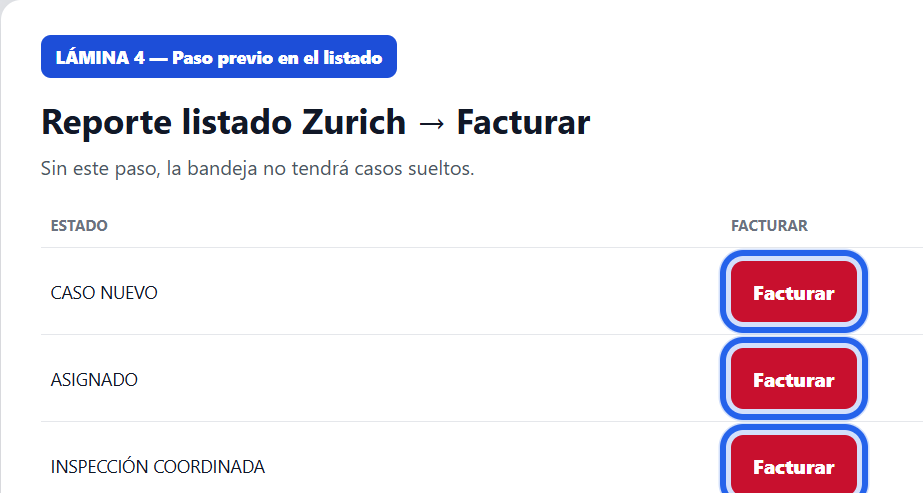 LÁMINA 4 — Paso previo en el listado
Reporte listado Zurich → Facturar
Sin este paso, la bandeja no tendrá casos sueltos.
ESTADO FACTURAR
CASO NUEVO Facturar
ASIGNADO Facturar
INSPECCIÓN COORDINADA Facturar